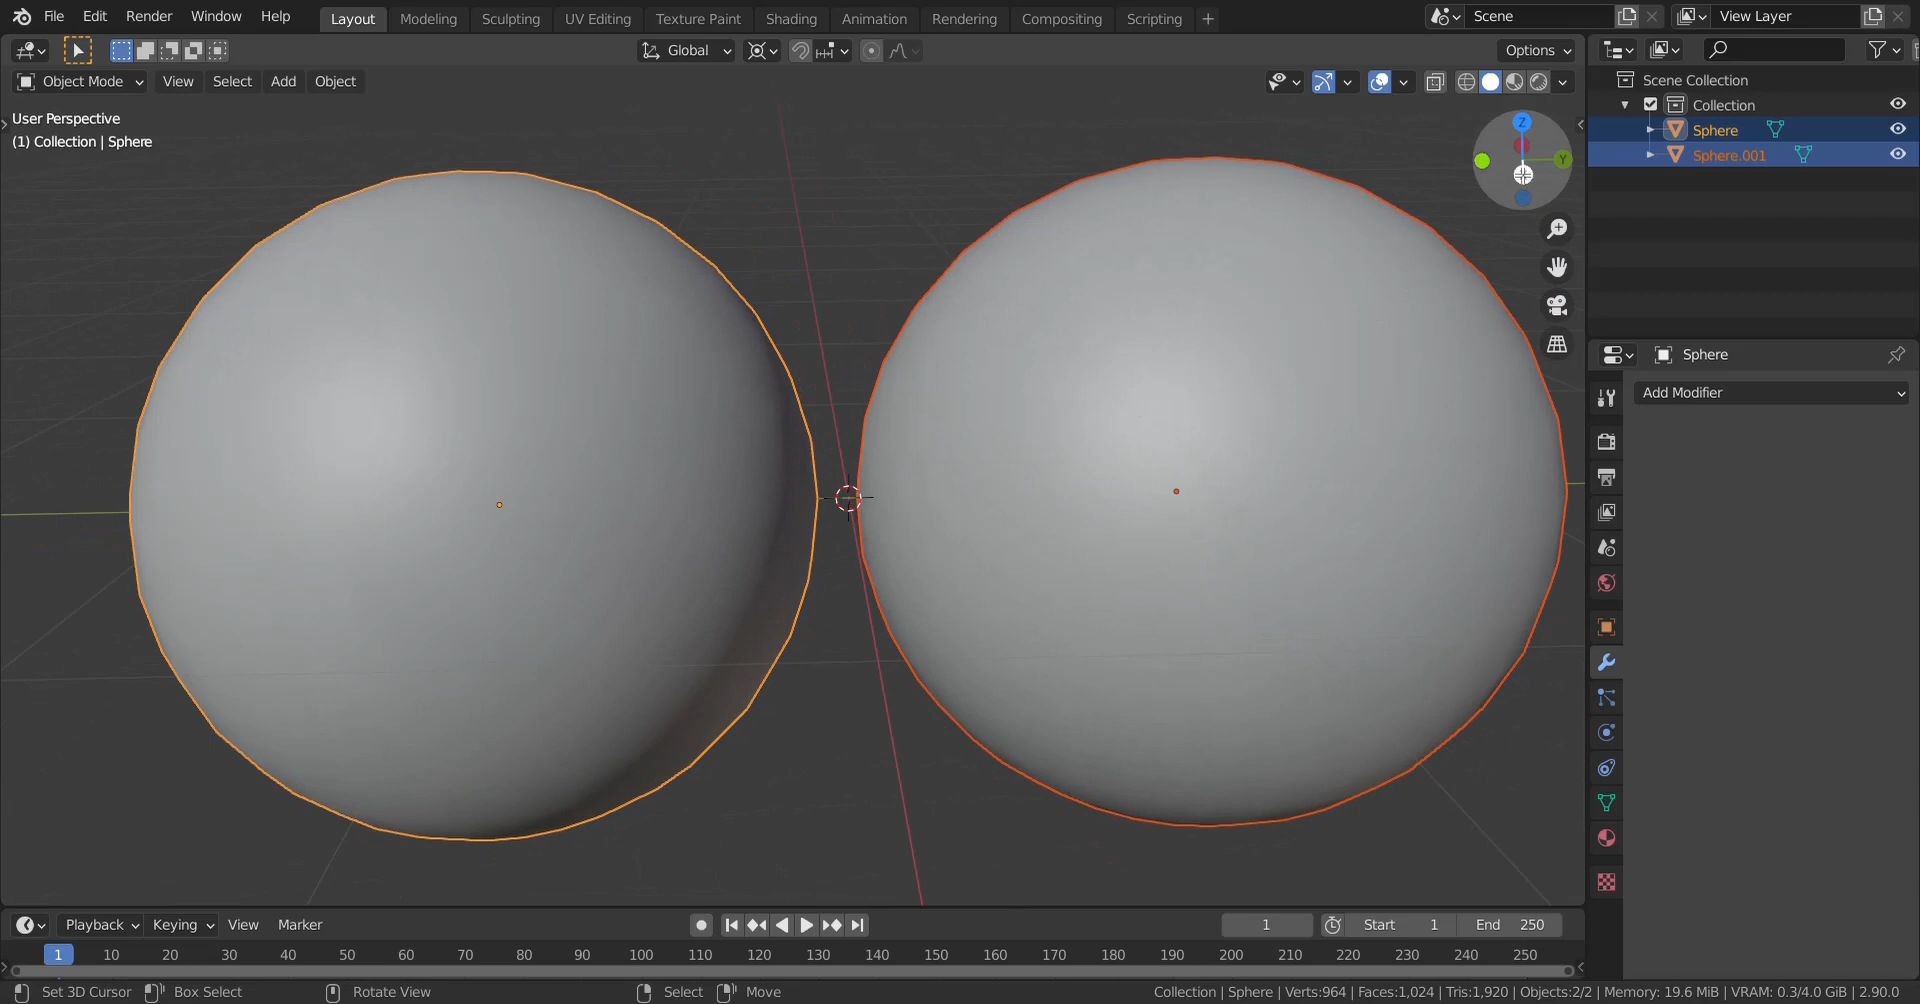 File Edit Render Window Help
Layout Modeling Sculpting UV Editing Texture Paint Shading Animation Rendering Compositing Scripting +
Scene
View Layer
Global
Options
Object Mode View Select Add Object
User Perspective
(1) Collection | Sphere
Z
Y
Scene Collection
Collection
Sphere
Sphere.001
Sphere
Add Modifier
Playback Keying View Marker
1
Start 1
End 250
1 10 20 30 40 50 60 70 80 90 100 110 120 130 140 150 160 170 180 190 200 210 220 230 240 250
Set 3D Cursor Box Select Rotate View Select Move
Collection | Sphere | Verts:964 | Faces:1,024 | Tris:1,920 | Objects:2/2 | Memory: 19.6 MiB | VRAM: 0.3/4.0 GiB | 2.90.0